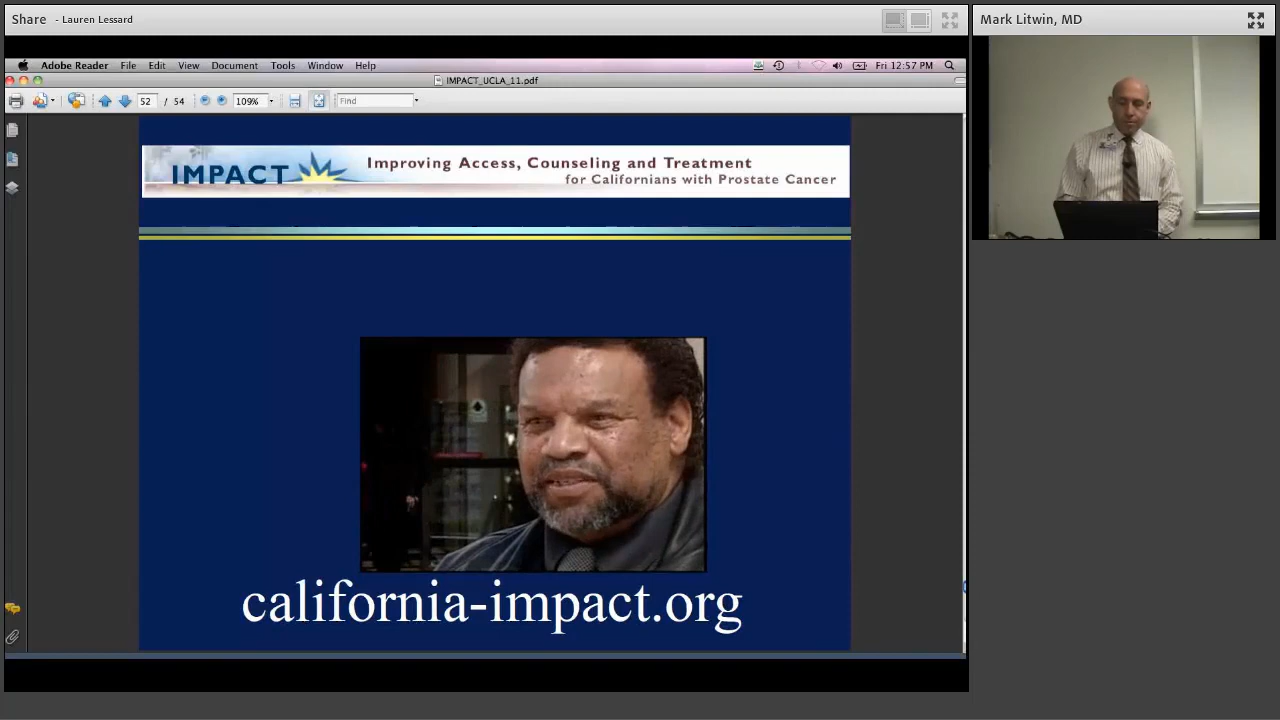 Share - Lauren Lessard
Mark Litwin, MD
Adobe Reader File Edit View Document Tools Window Help
Fri 12:57 PM
IMPACT_UCLA_11.pdf
52 / 54 109% Find
IMPACT
Improving Access, Counseling and Treatment
for Californians with Prostate Cancer
california-impact.org